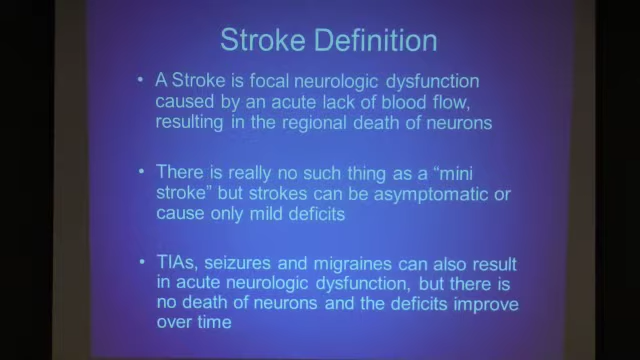 Stroke Definition
• A Stroke is focal neurologic dysfunction
caused by an acute lack of blood flow,
resulting in the regional death of neurons
• There is really no such thing as a “mini
stroke” but strokes can be asymptomatic or
cause only mild deficits
• TIAs, seizures and migraines can also result
in acute neurologic dysfunction, but there is
no death of neurons and the deficits improve
over time